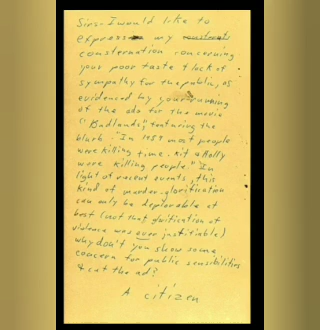 Sirs- I would like to
express my
consternation concerning
your poor taste & lack of
sympathy for the public, as
evidenced by your running
of the ads for the movie
"Badlands", featuring the
blurb: "In 1959 most people
were killing time. Kit & Holly
were killing people." In
light of recent events, this
kind of murder-glorification
can only be deplorable at
best (not that glorification of
violence was ever justifiable)
why don't you show some
concern for public sensibilities
& cut the ad?
A citizen